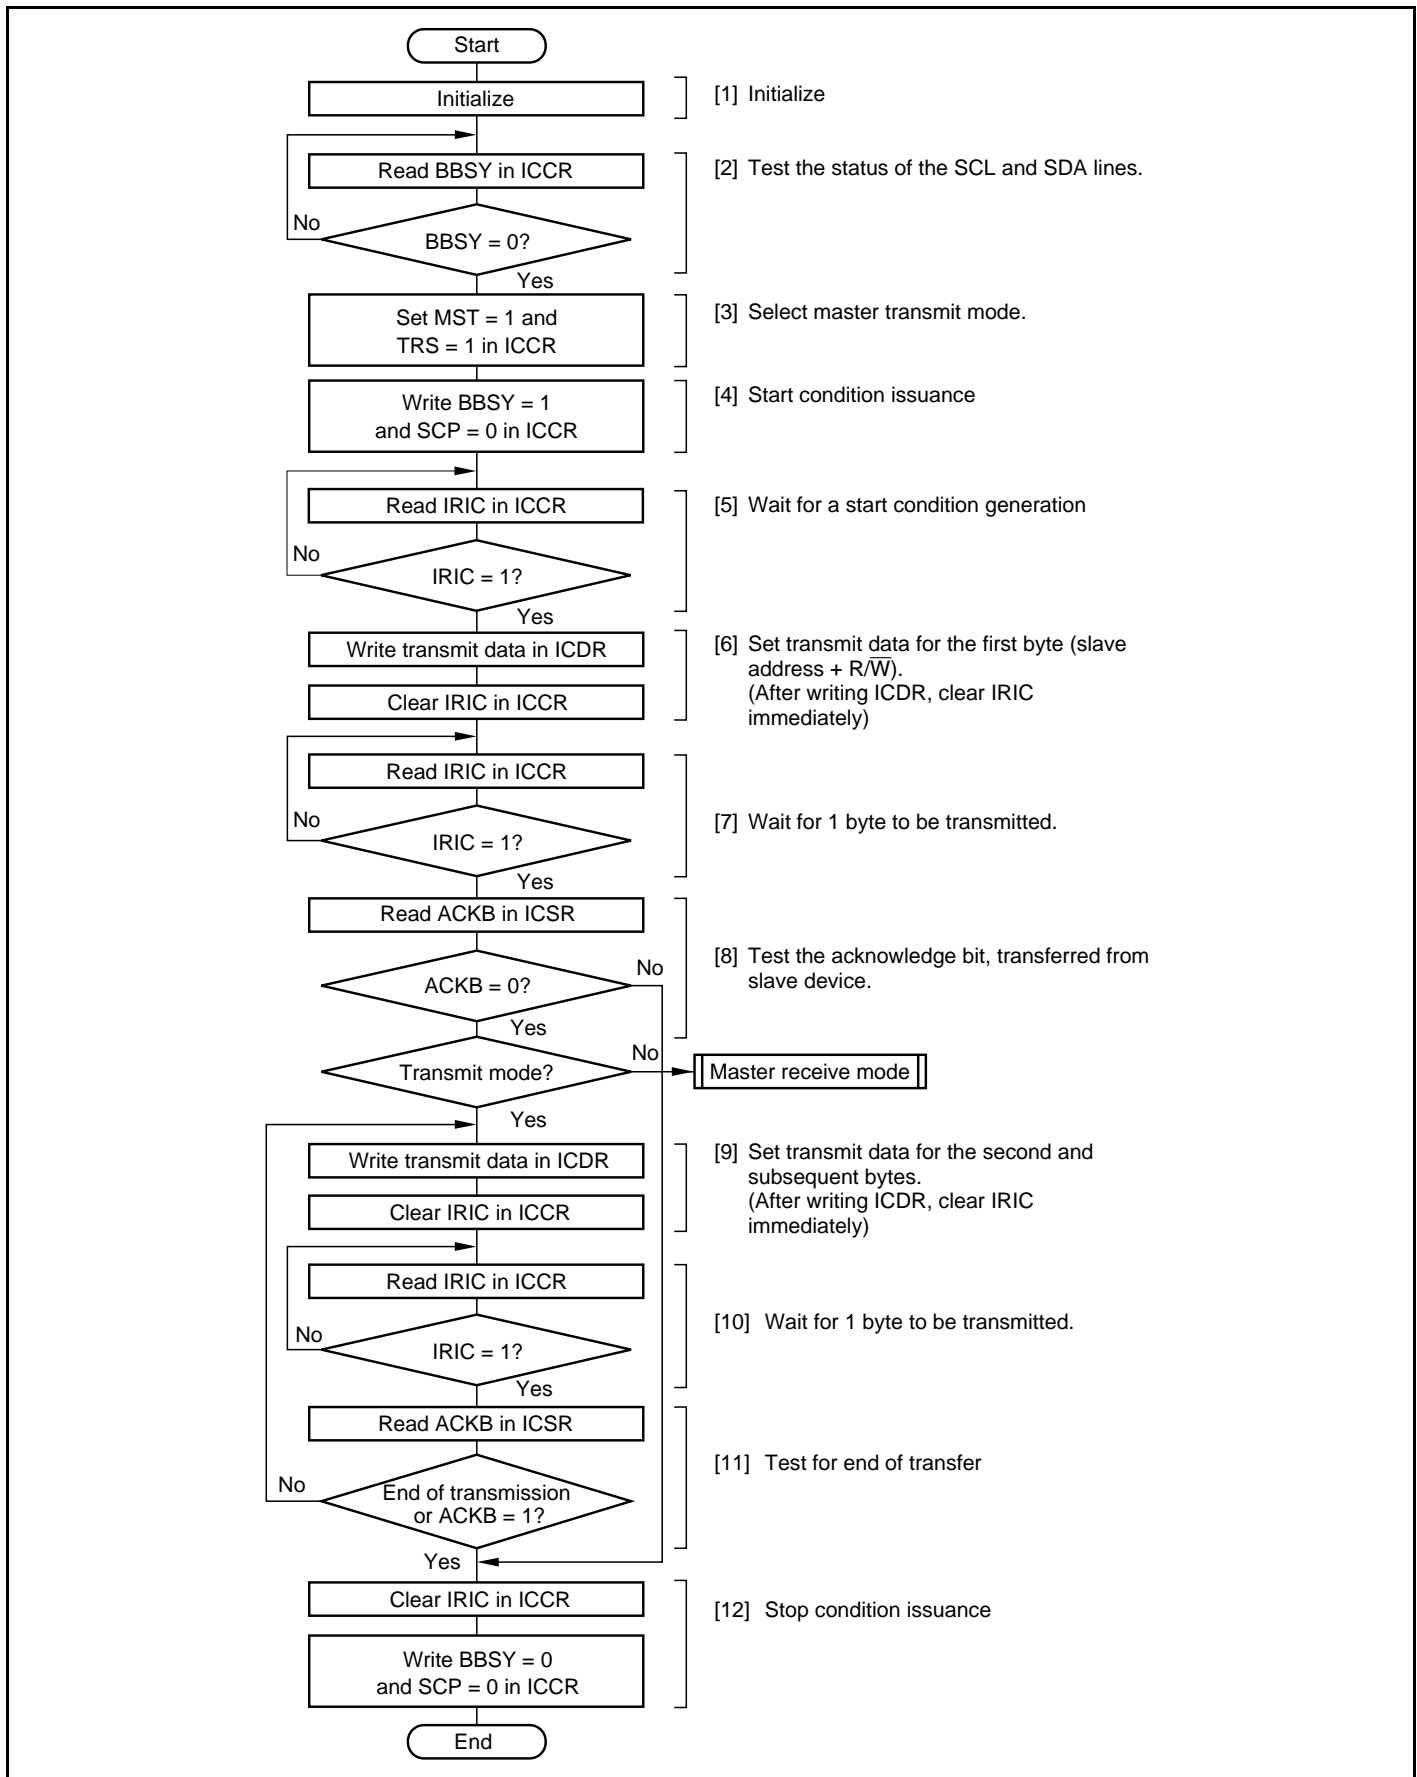 Start
Initialize
[1] Initialize
Read BBSY in ICCR
[2] Test the status of the SCL and SDA lines.
No
BBSY = 0?
Yes
Set MST = 1 and
TRS = 1 in ICCR
[3] Select master transmit mode.
Write BBSY = 1
and SCP = 0 in ICCR
[4] Start condition issuance
Read IRIC in ICCR
[5] Wait for a start condition generation
No
IRIC = 1?
Yes
Write transmit data in ICDR
Clear IRIC in ICCR
[6] Set transmit data for the first byte (slave
address + R/W̅).
(After writing ICDR, clear IRIC
immediately)
Read IRIC in ICCR
No
IRIC = 1?
[7] Wait for 1 byte to be transmitted.
Yes
Read ACKB in ICSR
ACKB = 0?
No
[8] Test the acknowledge bit, transferred from
slave device.
Yes
Transmit mode?
No
Master receive mode
Yes
Write transmit data in ICDR
Clear IRIC in ICCR
[9] Set transmit data for the second and
subsequent bytes.
(After writing ICDR, clear IRIC
immediately)
Read IRIC in ICCR
No
IRIC = 1?
[10] Wait for 1 byte to be transmitted.
Yes
Read ACKB in ICSR
No
End of transmission
or ACKB = 1?
[11] Test for end of transfer
Yes
Clear IRIC in ICCR
[12] Stop condition issuance
Write BBSY = 0
and SCP = 0 in ICCR
End